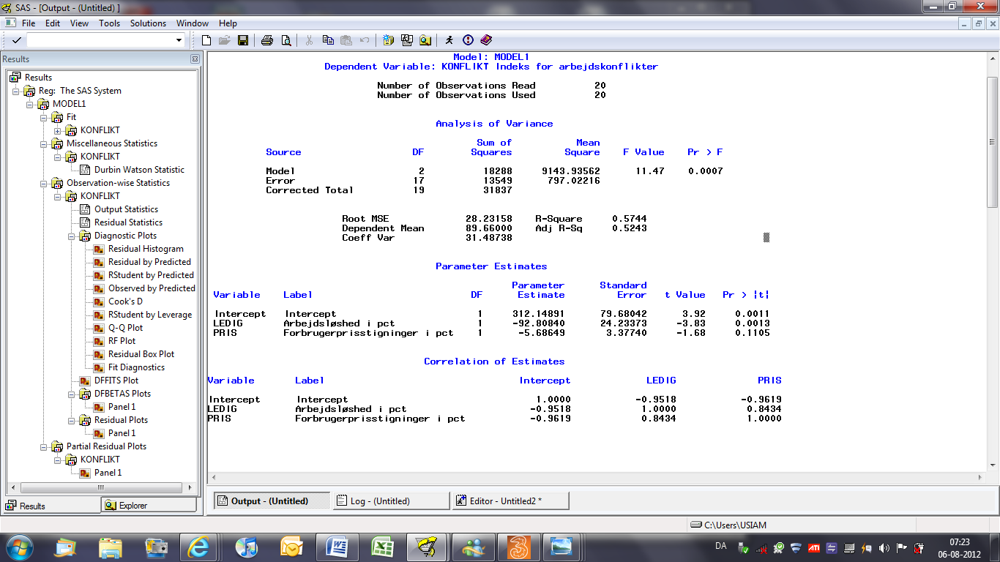 SAS - [Output - (Untitled) ]
File Edit View Tools Solutions Window Help
Results
Results
Reg: The SAS System
MODEL1
Fit
KONFLIKT
Miscellaneous Statistics
KONFLIKT
Durbin Watson Statistic
Observation-wise Statistics
KONFLIKT
Output Statistics
Residual Statistics
Diagnostic Plots
Residual Histogram
Residual by Predicted
RStudent by Predicted
Observed by Predicted
Cook's D
RStudent by Leverage
Q-Q Plot
RF Plot
Residual Box Plot
Fit Diagnostics
DFFITS Plot
DFBETAS Plots
Panel 1
Residual Plots
Panel 1
Partial Residual Plots
KONFLIKT
Panel 1
Results Explorer
Model: MODEL1
Dependent Variable: KONFLIKT Indeks for arbejdskonflikter
Number of Observations Read 20
Number of Observations Used 20
Analysis of Variance
Sum of Mean
Source DF Squares Square F Value Pr > F
Model 2 18288 9143.93562 11.47 0.0007
Error 17 13549 797.02216
Corrected Total 19 31837
Root MSE 28.23158 R-Square 0.5744
Dependent Mean 89.66000 Adj R-Sq 0.5243
Coeff Var 31.48738
Parameter Estimates
Parameter Standard
Variable Label DF Estimate Error t Value Pr > |t|
Intercept Intercept 1 312.14891 79.68042 3.92 0.0011
LEDIG Arbejdsløshed i pct 1 -92.80840 24.23373 -3.83 0.0013
PRIS Forbrugerprisstigninger i pct 1 -5.68649 3.37740 -1.68 0.1105
Correlation of Estimates
Variable Label Intercept LEDIG PRIS
Intercept Intercept 1.0000 -0.9518 -0.9619
LEDIG Arbejdsløshed i pct -0.9518 1.0000 0.8434
PRIS Forbrugerprisstigninger i pct -0.9619 0.8434 1.0000
Output - (Untitled) Log - (Untitled) Editor - Untitled2 *
C:\Users\USIAM
DA
ATI
07:23
06-08-2012